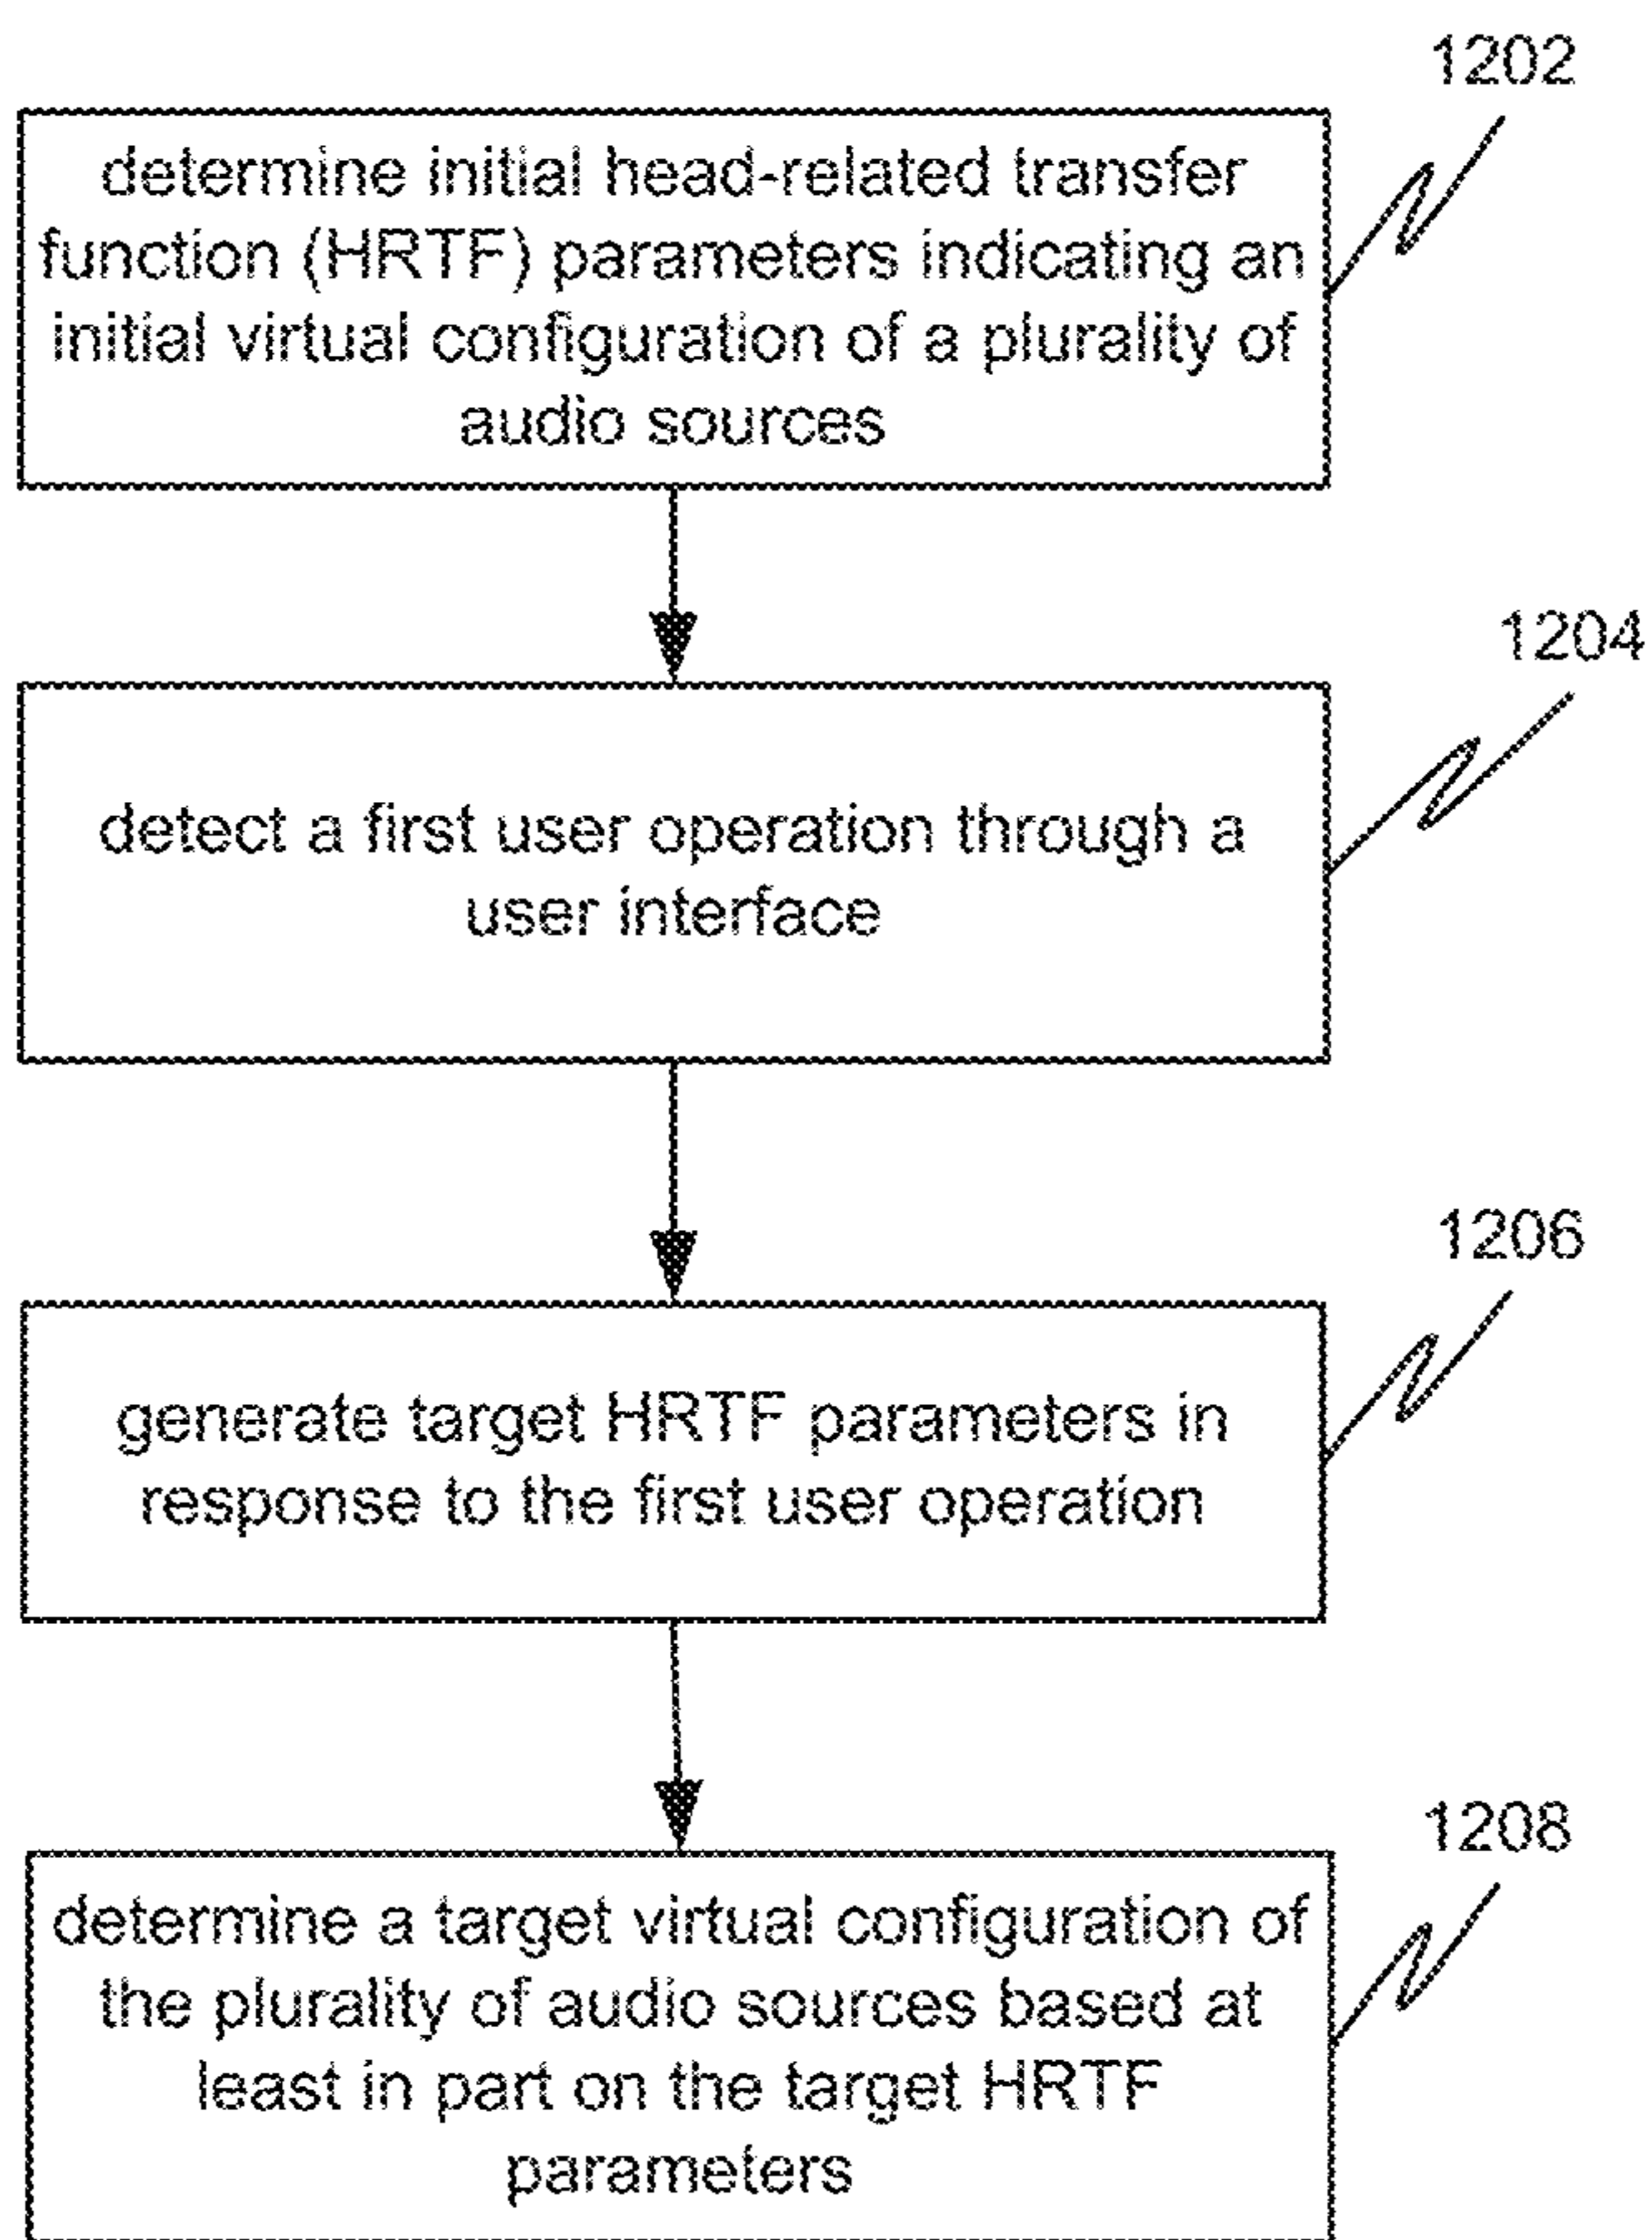 1202
determine initial head-related transfer
function (HRTF) parameters indicating an
initial virtual configuration of a plurality of
audio sources
1204
detect a first user operation through a
user interface
1206
generate target HRTF parameters in
response to the first user operation
1208
determine a target virtual configuration of
the plurality of audio sources based at
least in part on the target HRTF
parameters